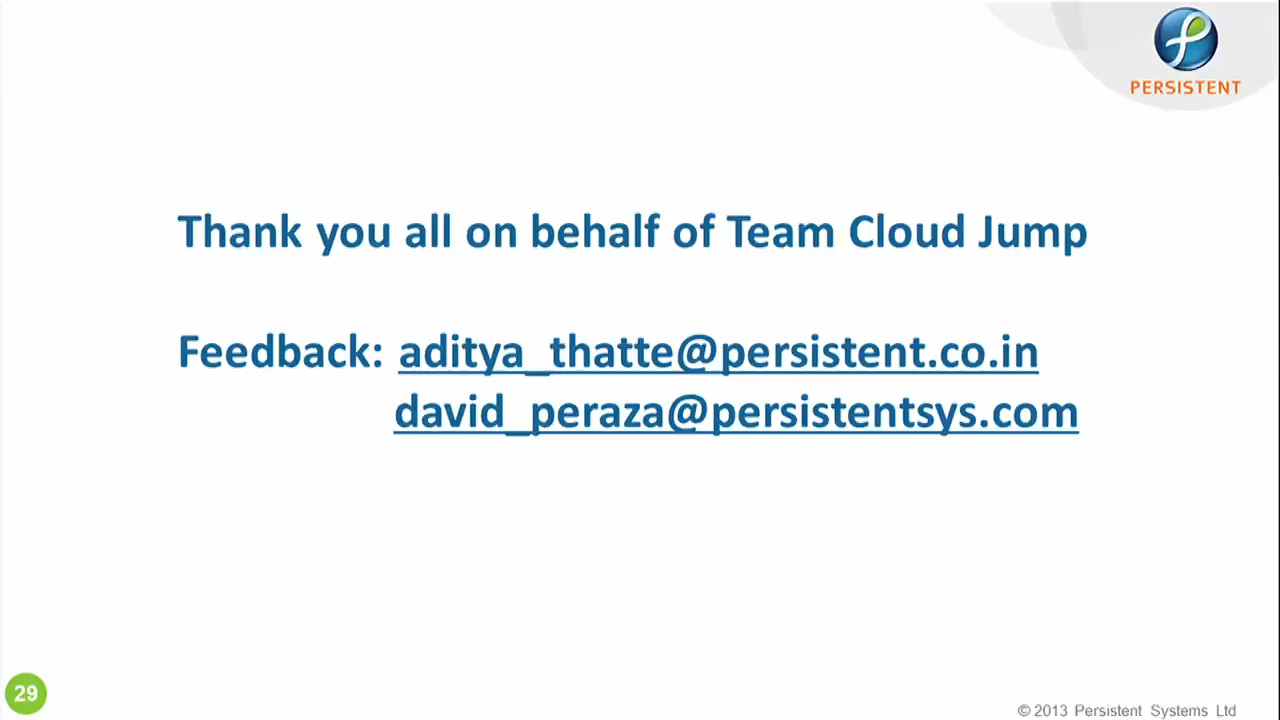 PERSISTENT
Thank you all on behalf of Team Cloud Jump
Feedback: aditya_thatte@persistent.co.in
david_peraza@persistentsys.com
29
© 2013 Persistent Systems Ltd